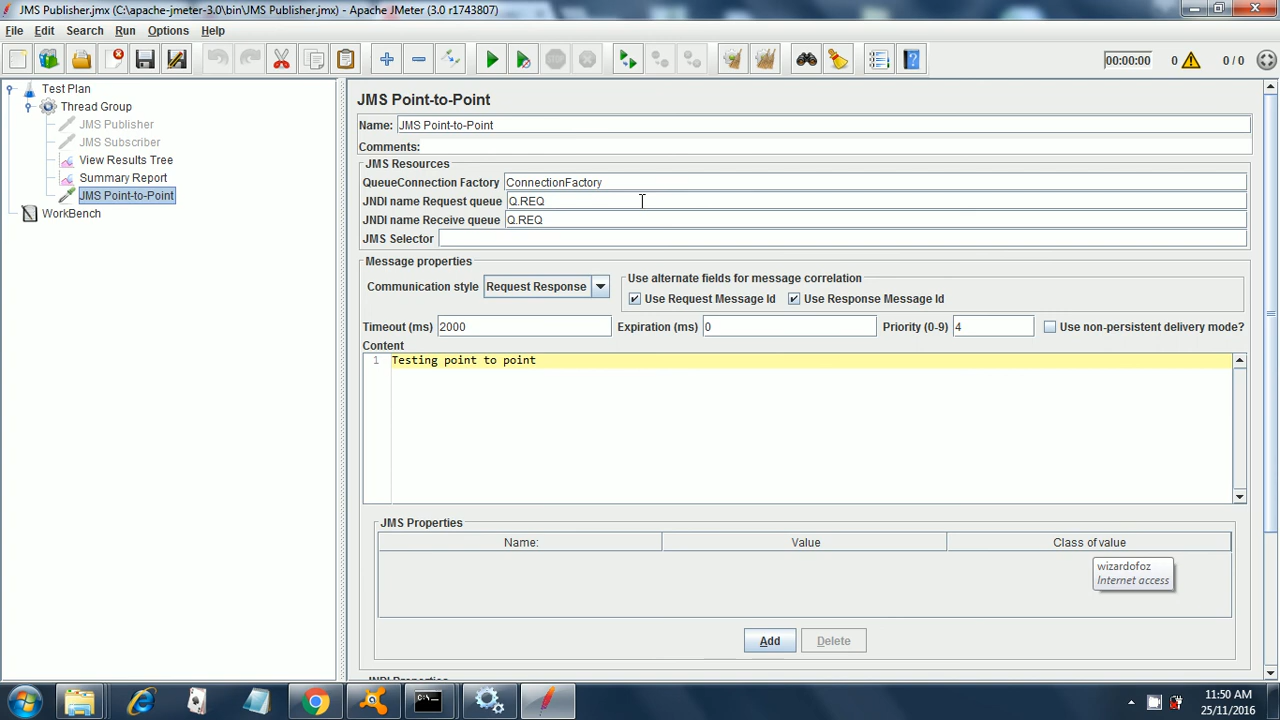 JMS Publisher.jmx (C:\apache-jmeter-3.0\bin\JMS Publisher.jmx) - Apache JMeter (3.0 r1743807)
File Edit Search Run Options Help
00:00:00 0 0 / 0
Test Plan
Thread Group
JMS Publisher
JMS Subscriber
View Results Tree
Summary Report
JMS Point-to-Point
WorkBench
JMS Point-to-Point
Name: JMS Point-to-Point
Comments:
JMS Resources
QueueConnection Factory ConnectionFactory
JNDI name Request queue Q.REQ
JNDI name Receive queue Q.REQ
JMS Selector
Message properties
Communication style Request Response
Use alternate fields for message correlation
Use Request Message Id Use Response Message Id
Timeout (ms) 2000 Expiration (ms) 0 Priority (0-9) 4 Use non-persistent delivery mode?
Content
1 Testing point to point
JMS Properties
Name: Value Class of value
wizardofoz
Internet access
Add Delete
JNDI Properties
11:50 AM
25/11/2016